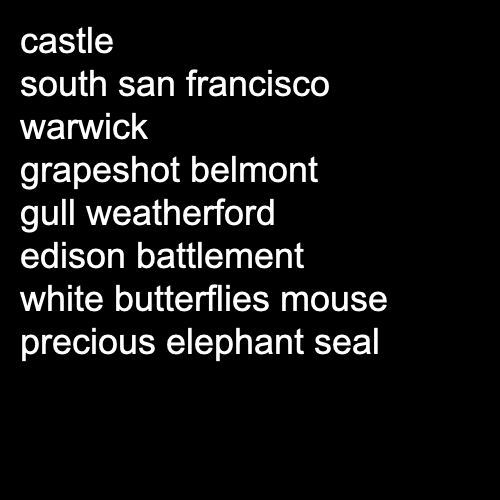 castle
south san francisco
warwick
grapeshot belmont
gull weatherford
edison battlement
white butterflies mouse
precious elephant seal